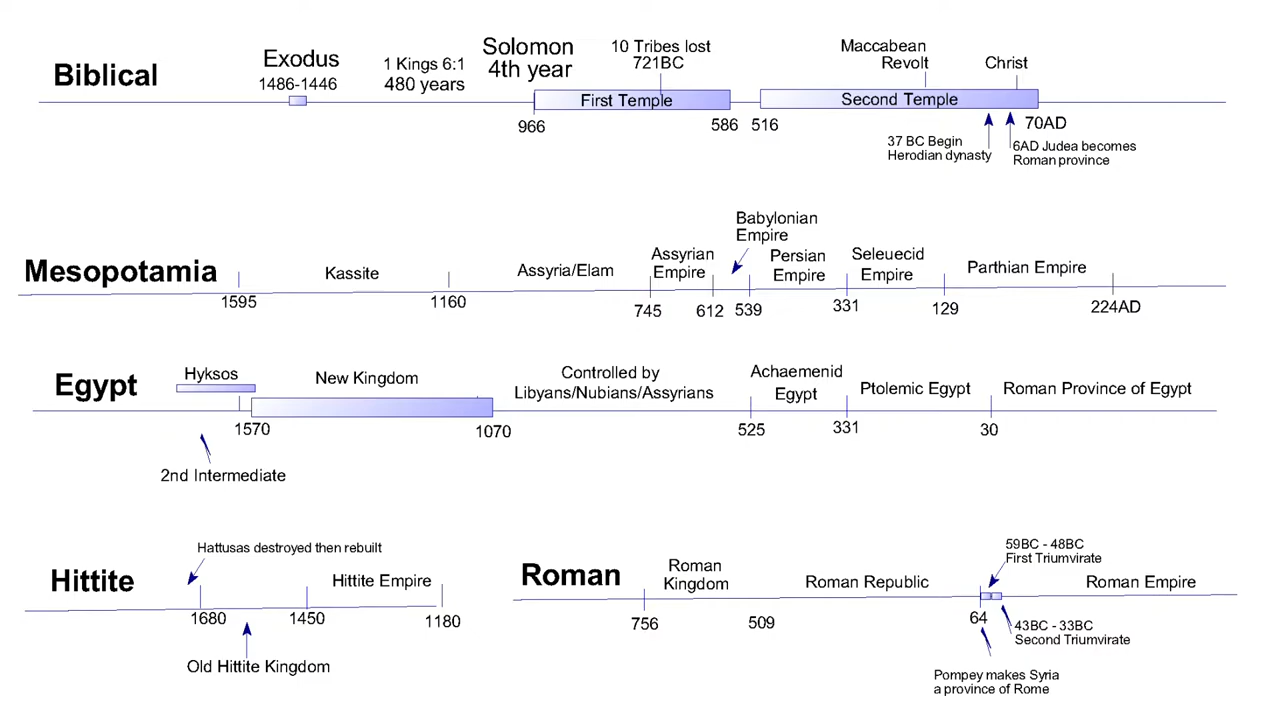 Biblical
Exodus
1486-1446
1 Kings 6:1
480 years
Solomon
4th year
10 Tribes lost
721BC
Maccabean
Revolt
Christ
First Temple
Second Temple
966
586
516
70AD
37 BC Begin
Herodian dynasty
6AD Judea becomes
Roman province
Mesopotamia
Kassite
Assyria/Elam
Assyrian
Empire
Babylonian
Empire
Persian
Empire
Seleucid
Empire
Parthian Empire
1595
1160
745
612
539
331
129
224AD
Egypt
Hyksos
New Kingdom
Controlled by
Libyans/Nubians/Assyrians
Achaemenid
Egypt
Ptolemic Egypt
Roman Province of Egypt
1570
1070
525
331
30
2nd Intermediate
Hittite
Hattusas destroyed then rebuilt
Hittite Empire
1680
1450
1180
Old Hittite Kingdom
Roman
Roman
Kingdom
Roman Republic
59BC - 48BC
First Triumvirate
Roman Empire
756
509
64
43BC - 33BC
Second Triumvirate
Pompey makes Syria
a province of Rome